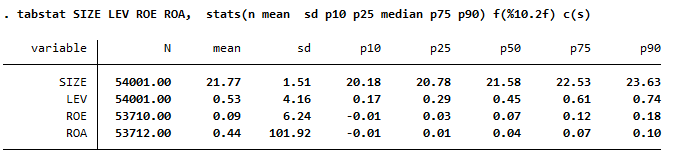 . tabstat SIZE LEV ROE ROA,  stats(n mean  sd p10 p25 median p75 p90) f(%10.2f) c(s)
variable N mean sd p10 p25 p50 p75 p90
SIZE 54001.00 21.77 1.51 20.18 20.78 21.58 22.53 23.63
LEV 54001.00 0.53 4.16 0.17 0.29 0.45 0.61 0.74
ROE 53710.00 0.09 6.24 -0.01 0.03 0.07 0.12 0.18
ROA 53712.00 0.44 101.92 -0.01 0.01 0.04 0.07 0.10